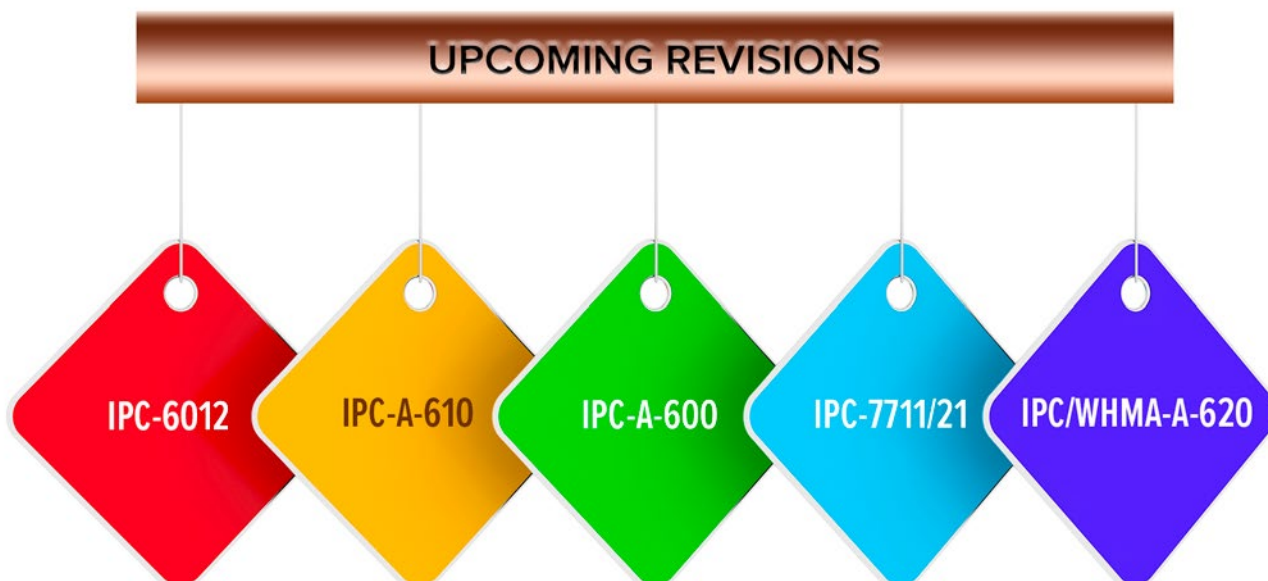 UPCOMING REVISIONS
IPC-6012
IPC-A-610
IPC-A-600
IPC-7711/21
IPC/WHMA-A-620